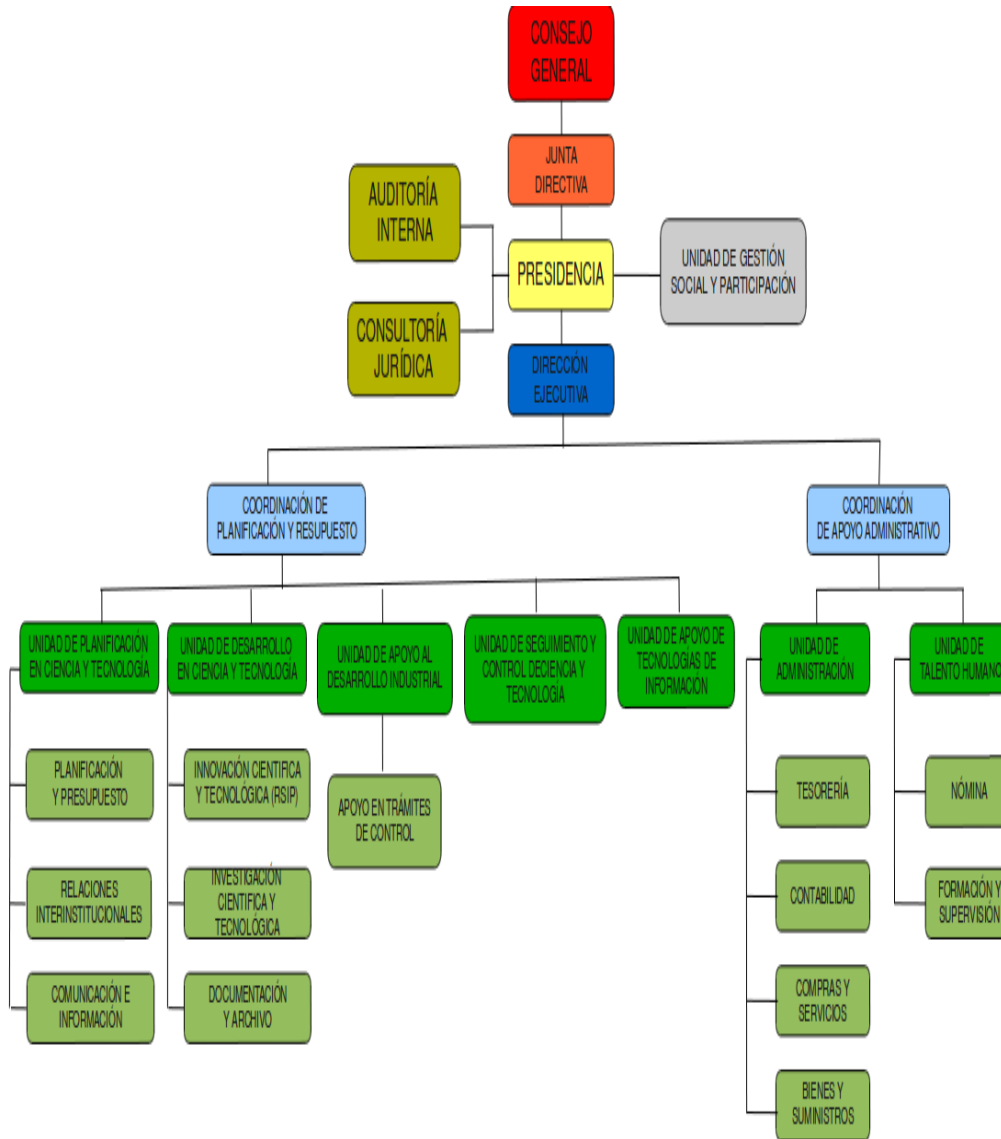 CONSEJO
GENERAL
JUNTA
DIRECTIVA
AUDITORÍA
INTERNA
PRESIDENCIA
UNIDAD DE GESTIÓN
SOCIAL Y PARTICIPACIÓN
CONSULTORÍA
JURÍDICA
DIRECCIÓN
EJECUTIVA
COORDINACIÓN DE
PLANIFICACIÓN Y RESUPUESTO
COORDINACIÓN
DE APOYO ADMINISTRATIVO
UNIDAD DE PLANIFICACIÓN
EN CIENCIA Y TECNOLOGIA
UNIDAD DE DESARROLLO
EN CIENCIA Y TECNOLOGÍA
UNIDAD DE APOYO AL
DESARROLLO INDUSTRIAL
UNIDAD DE SEGUIMIENTO Y
CONTROL DECIENCIA Y
TECNOLOGIA
UNIDAD DE APOYO DE
TECNOLOGÍAS DE
INFORMACIÓN
UNIDAD DE
ADMINISTRACIÓN
UNIDAD DE
TALENTO HUMANO
PLANIFICACIÓN
Y PRESUPUESTO
INNOVACIÓN CIENTIFICA
Y TECNOLÓGICA (RSIP)
APOYO EN TRÁMITES
DE CONTROL
TESORERÍA
NÓMINA
RELACIONES
INTERINSTITUCIONALES
INVESTIGACIÓN
CIENTIFICA Y
TECNOLÓGICA
CONTABILIDAD
FORMACIÓN Y
SUPERVISIÓN
COMUNICACIÓN E
INFORMACIÓN
DOCUMENTACIÓN
Y ARCHIVO
COMPRAS Y
SERVICIOS
BIENES Y
SUMINISTROS